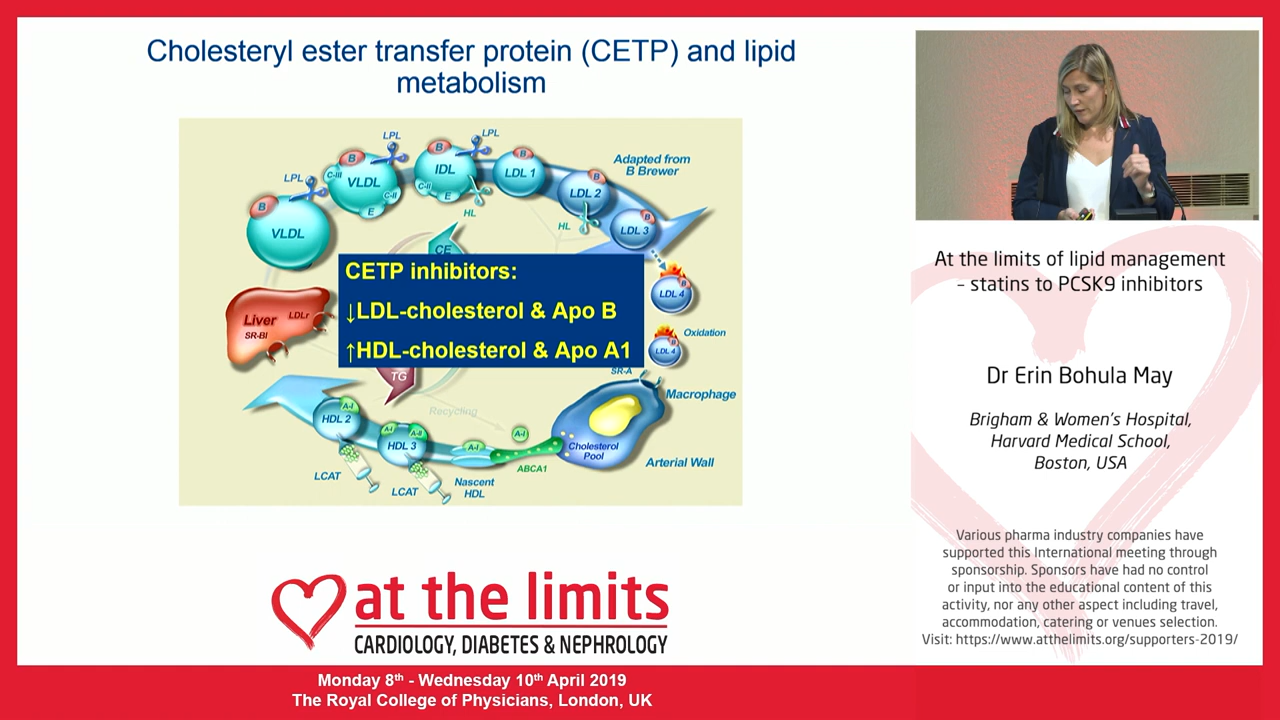 Cholesteryl ester transfer protein (CETP) and lipid
metabolism
LPL
LPL
LPL
B
B
B
B
B
B
C-III
VLDL
C-II
E
IDL
C-II
E
LDL 1
LDL 2
LDL 3
Adapted from
B Brewer
VLDL
HL
HL
CE
B
LDL 4
CETP inhibitors:
↓LDL-cholesterol & Apo B
↑HDL-cholesterol & Apo A1
Liver
LDLr
SR-BI
Oxidation
B
LDL 4
SR-A
TG
Macrophage
Recycling
HDL 2
A-I
HDL 3
A-I
A-II
A-I
A-I
ABCA1
Cholesterol
Pool
Arterial Wall
LCAT
LCAT
Nascent
HDL
at the limits
CARDIOLOGY, DIABETES & NEPHROLOGY
Monday 8th - Wednesday 10th April 2019
The Royal College of Physicians, London, UK
At the limits of lipid management
– statins to PCSK9 inhibitors
Dr Erin Bohula May
Brigham & Women's Hospital,
Harvard Medical School,
Boston, USA
Various pharma industry companies have
supported this International meeting through
sponsorship. Sponsors have had no control
or input into the educational content of this
activity, nor any other aspect including travel,
accommodation, catering or venues selection.
Visit: https://www.atthelimits.org/supporters-2019/